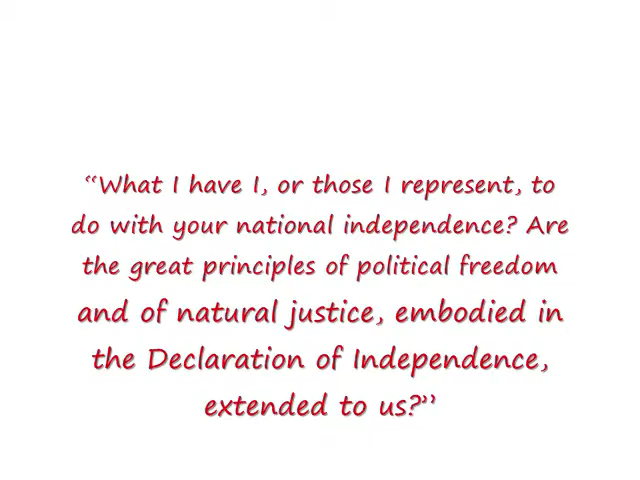 “What I have I, or those I represent, to
do with your national independence? Are
the great principles of political freedom
and of natural justice, embodied in
the Declaration of Independence,
extended to us?”